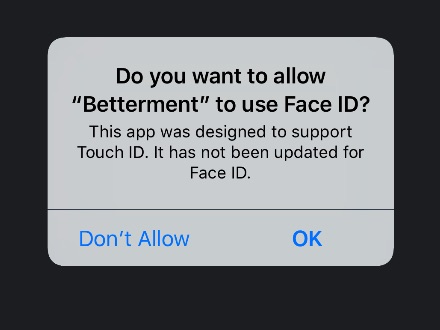 Do you want to allow
“Betterment” to use Face ID?
This app was designed to support
Touch ID. It has not been updated for
Face ID.
Don’t Allow
OK